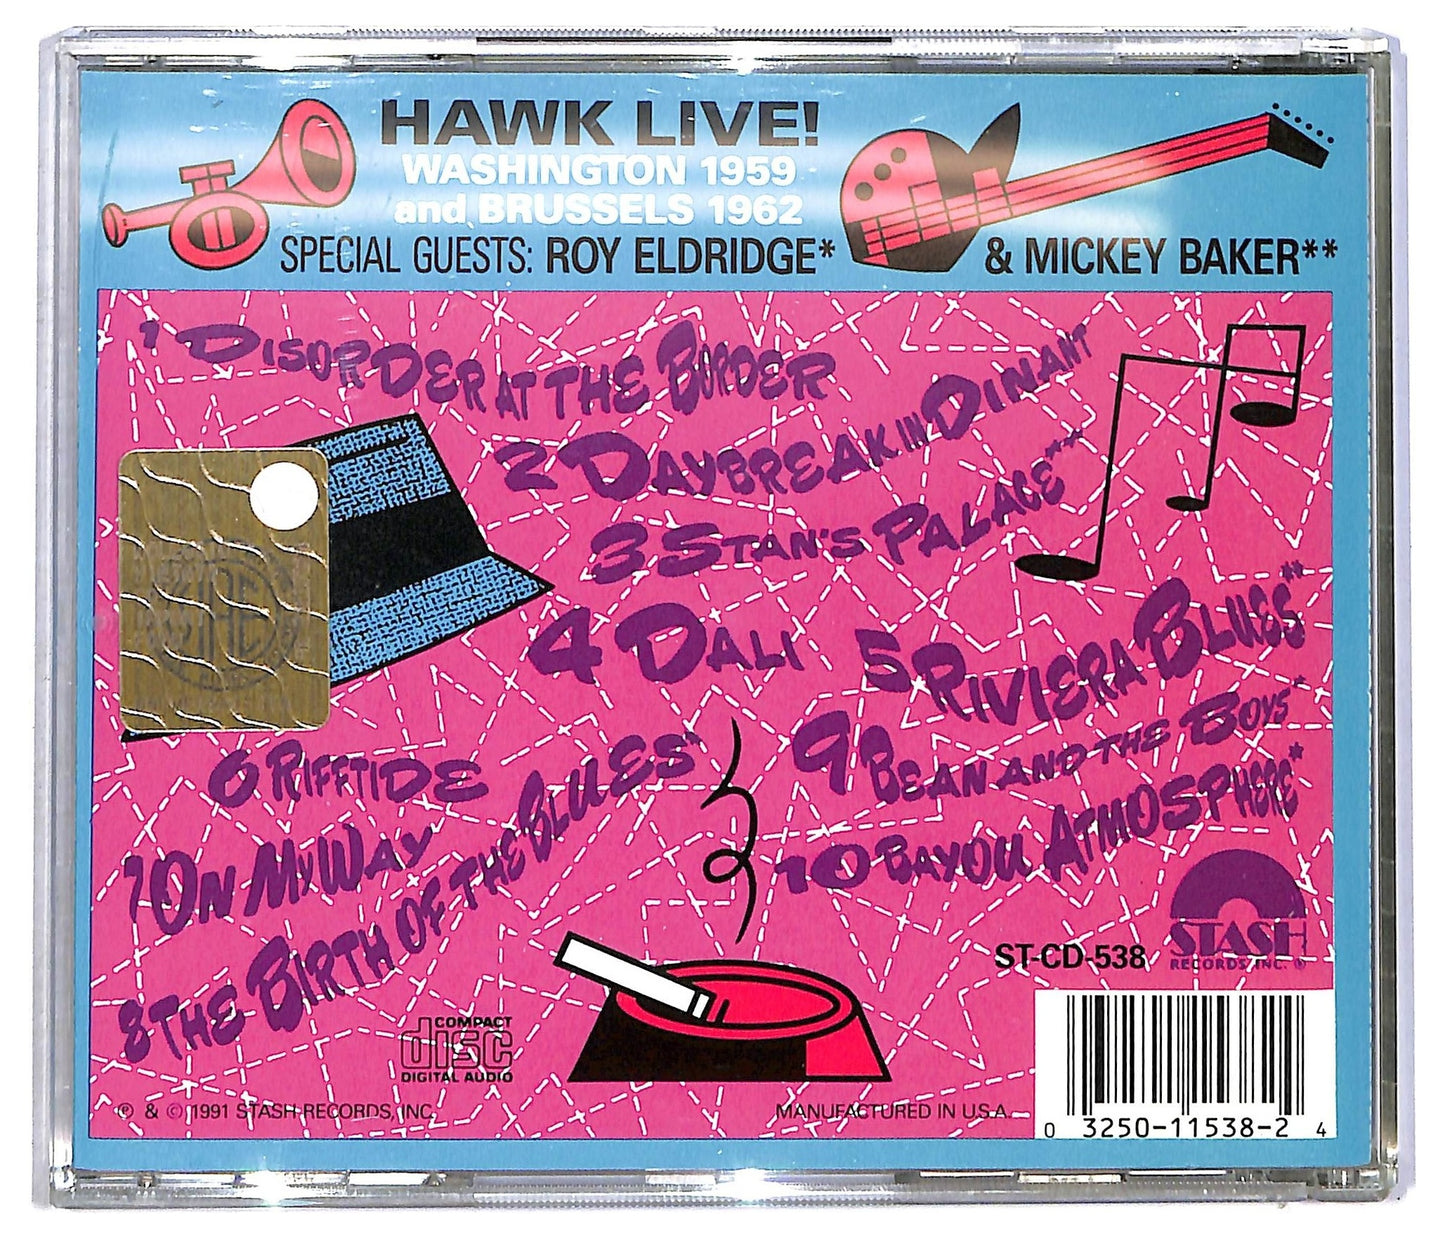 HAWK LIVE!
WASHINGTON 1959
and BRUSSELS 1962
SPECIAL GUESTS: ROY ELDRIDGE*
& MICKEY BAKER**
1 DISORDER AT THE BORDER
2 DAYBREAK IN DINANT
3 STAN'S PALACE**
4 DALI
5 RIVIERA BLUES**
6 RIFFTIDE
7 ON MY WAY
8 THE BIRTH OF THE BLUES*
9 BEAN AND THE BOYS*
10 BAYOU ATMOSPHERE*
STASH
RECORDS INC. ®
ST-CD-538
COMPACT
disc
DIGITAL AUDIO
℗ & © 1991 STASH RECORDS, INC.
MANUFACTURED IN U.S.A.
0 3250-11538-2 4